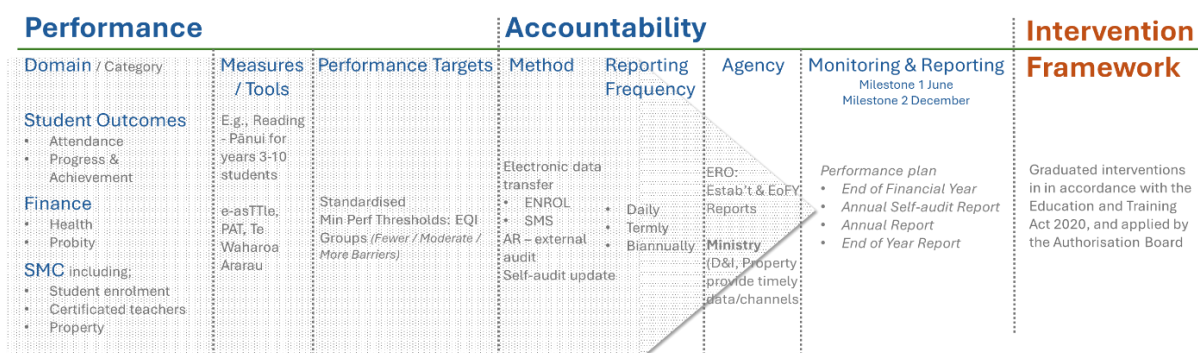 Performance
Accountability
Intervention
Framework
Domain / Category
Student Outcomes
• Attendance
• Progress &
Achievement
Finance
• Health
• Probity
SMC including;
• Student enrolment
• Certificated teachers
• Property
Measures
/ Tools
E.g., Reading
- Pānui for
years 3-10
students
e-asTTle,
PAT, Te
Waharoa
Ararau
Performance Targets
Standardised
Min Perf Thresholds: EQI
Groups (Fewer / Moderate /
More Barriers)
Method
Electronic data
transfer
• ENROL
• SMS
AR – external
audit
Self-audit update
Reporting
Frequency
• Daily
• Termly
• Biannually
Agency
ERO:
Estab't & EoFY
Reports
Ministry
(D&I, Property
provide timely
data/channels
Monitoring & Reporting
Milestone 1 June
Milestone 2 December
Performance plan
• End of Financial Year
• Annual Self-audit Report
• Annual Report
• End of Year Report
Graduated interventions
in in accordance with the
Education and Training
Act 2020, and applied by
the Authorisation Board